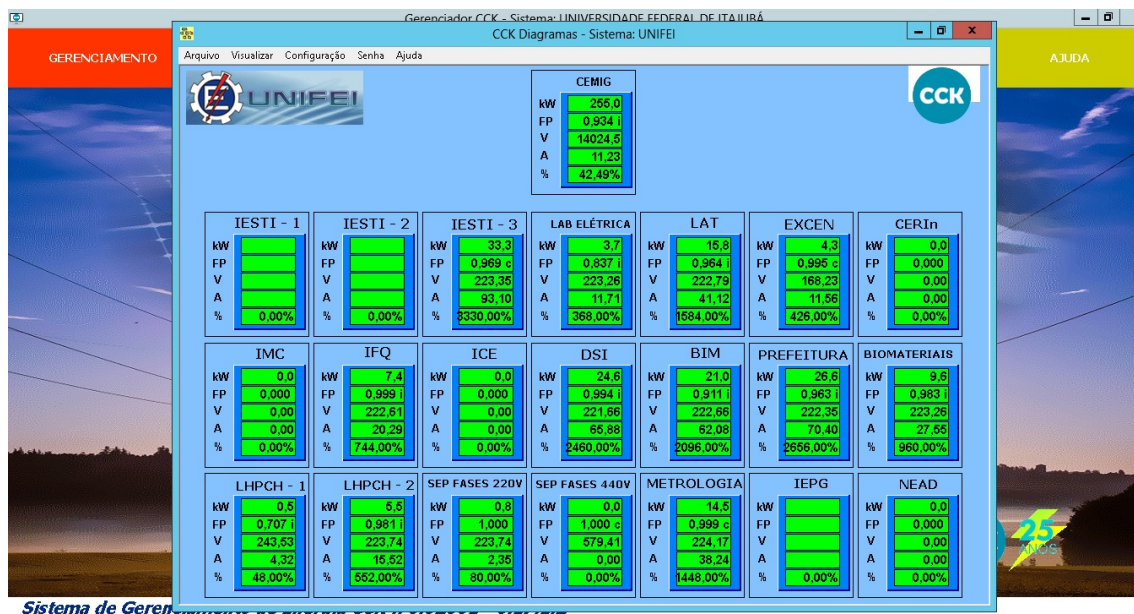 Gerenciador CCK - Sistema: UNIVERSIDADE FEDERAL DE ITAJUBÁ
CCK Diagramas - Sistema: UNIFEI
GERENCIAMENTO
AJUDA
Arquivo Visualizar Configuração Senha Ajuda
UNIFEI
CCK
CEMIG
kW 255,0
FP 0,934 i
V 14024,5
A 11,23
% 42,49%
IESTI - 1 IESTI - 2 IESTI - 3 LAB ELÉTRICA LAT EXCEN CERIn
kW kW kW 33,3 kW 3,7 kW 15,8 kW 4,3 kW 0,0
FP FP FP 0,969 c FP 0,837 i FP 0,964 i FP 0,995 c FP 0,000
V V V 223,35 V 223,26 V 222,79 V 168,23 V 0,00
A A A 93,10 A 11,71 A 41,12 A 11,56 A 0,00
% 0,00% % 0,00% % 3330,00% % 368,00% % 1584,00% % 426,00% % 0,00%
IMC IFQ ICE DSI BIM PREFEITURA BIOMATERIAIS
kW 0,0 kW 7,4 kW 0,0 kW 24,6 kW 21,0 kW 26,6 kW 9,6
FP 0,000 FP 0,999 i FP 0,000 FP 0,994 i FP 0,911 i FP 0,963 i FP 0,983 i
V 0,00 V 222,61 V 0,00 V 221,66 V 222,66 V 222,35 V 223,26
A 0,00 A 20,29 A 0,00 A 65,88 A 62,08 A 70,40 A 27,55
% 0,00% % 744,00% % 0,00% % 2460,00% % 2096,00% % 2656,00% % 960,00%
LHPCH - 1 LHPCH - 2 SEP FASES 220V SEP FASES 440V METROLOGIA IEPG NEAD
kW 0,5 kW 5,5 kW 0,8 kW 0,0 kW 14,5 kW kW 0,0
FP 0,707 i FP 0,981 i FP 1,000 FP 1,000 c FP 0,999 c FP FP 0,000
V 243,53 V 223,74 V 223,74 V 579,41 V 224,17 V V 0,00
A 4,32 A 15,52 A 2,35 A 0,00 A 38,24 A A 0,00
% 48,00% % 552,00% % 80,00% % 0,00% % 1448,00% % 0,00% % 0,00%
25
ANOS
Sistema de Geren